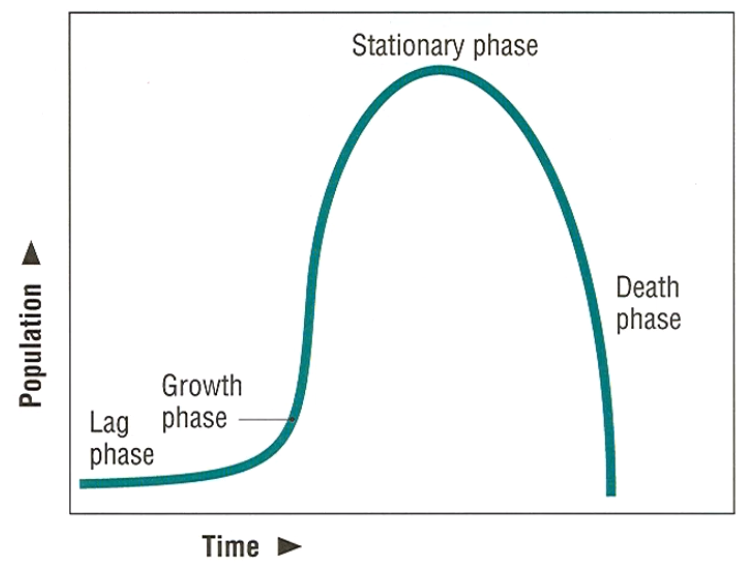 Stationary phase
Death
phase
Growth
phase
Lag
phase
Population ►
Time ►